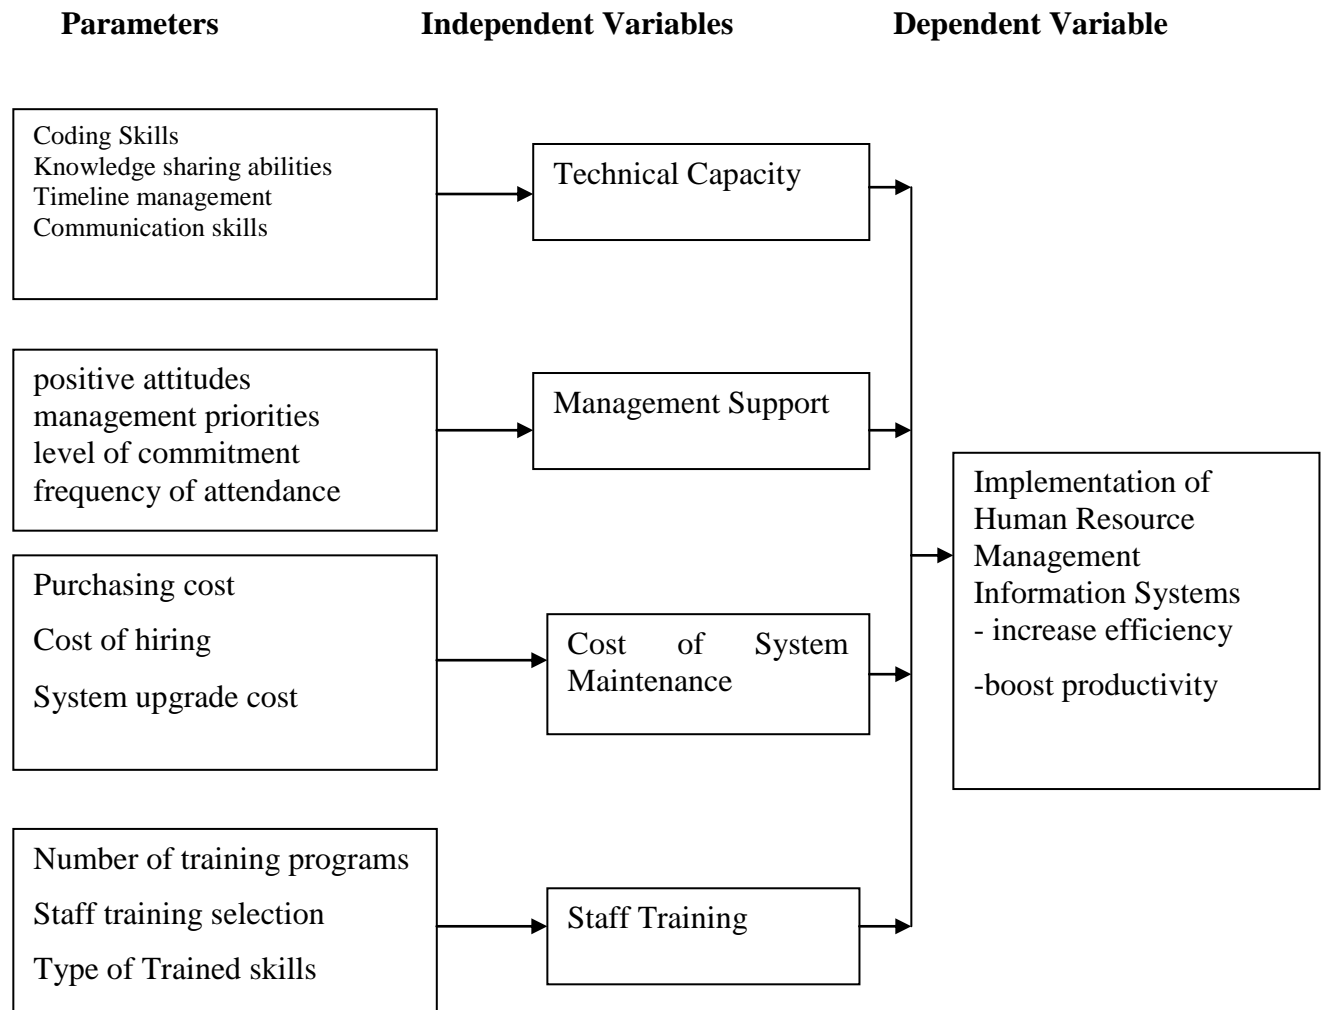 Parameters Independent Variables Dependent Variable
Coding Skills
Knowledge sharing abilities
Timeline management
Communication skills
Technical Capacity
positive attitudes
management priorities
level of commitment
frequency of attendance
Management Support
Purchasing cost
Cost of hiring
System upgrade cost
Cost of System
Maintenance
Number of training programs
Staff training selection
Type of Trained skills
Staff Training
Implementation of
Human Resource
Management
Information Systems
- increase efficiency
-boost productivity